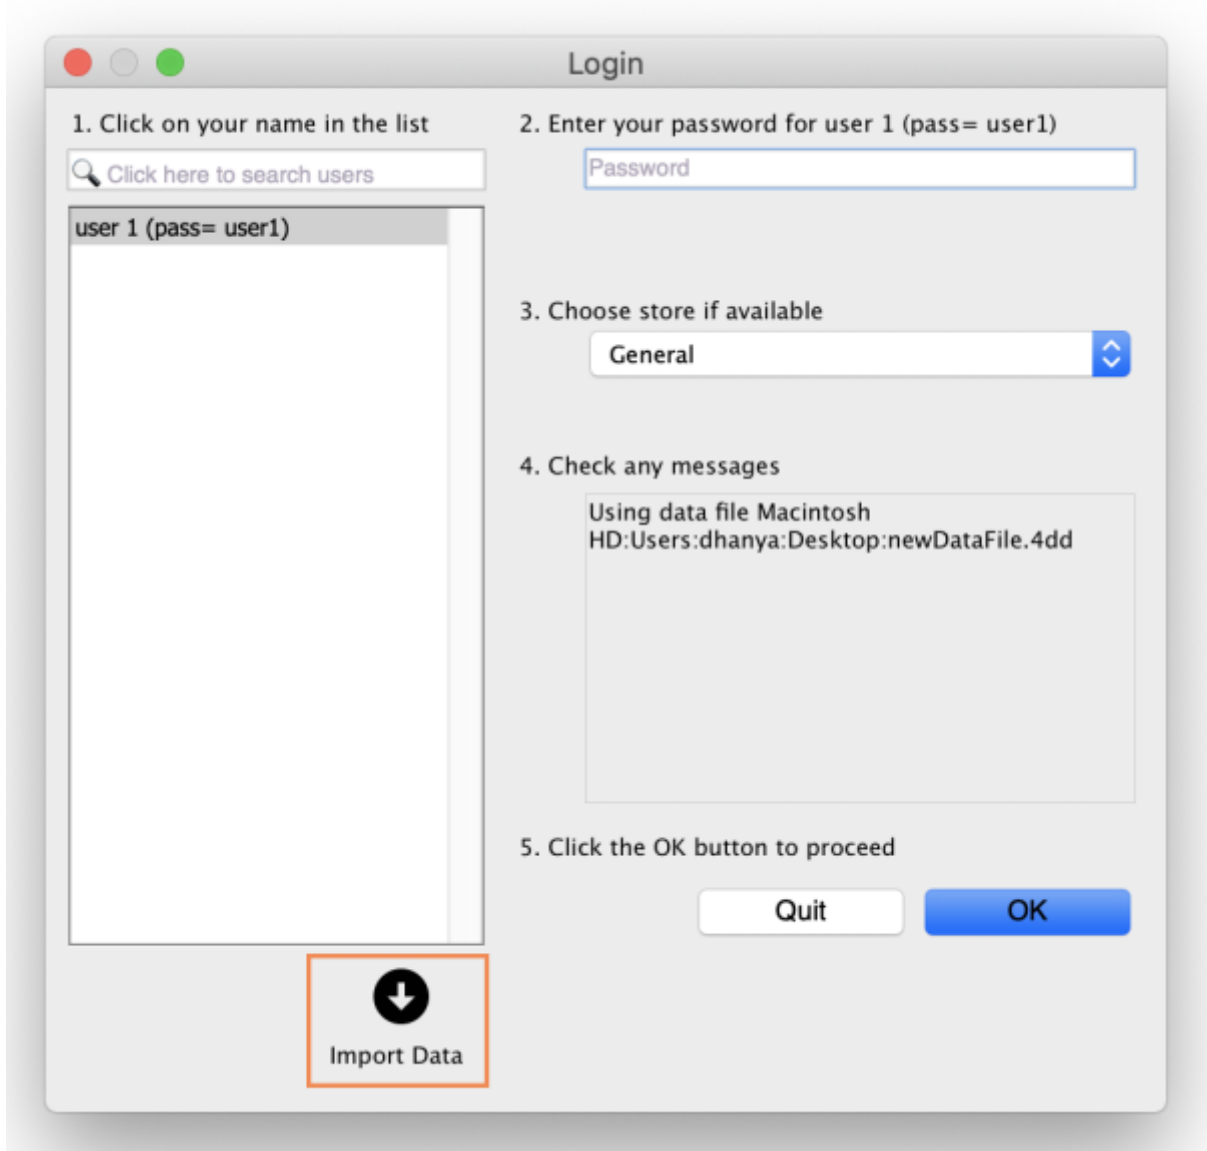 Login
1. Click on your name in the list
Click here to search users
user 1 (pass= user1)
Import Data
2. Enter your password for user 1 (pass= user1)
Password
3. Choose store if available
General
4. Check any messages
Using data file Macintosh
HD:Users:dhanya:Desktop:newDataFile.4dd
5. Click the OK button to proceed
Quit
OK